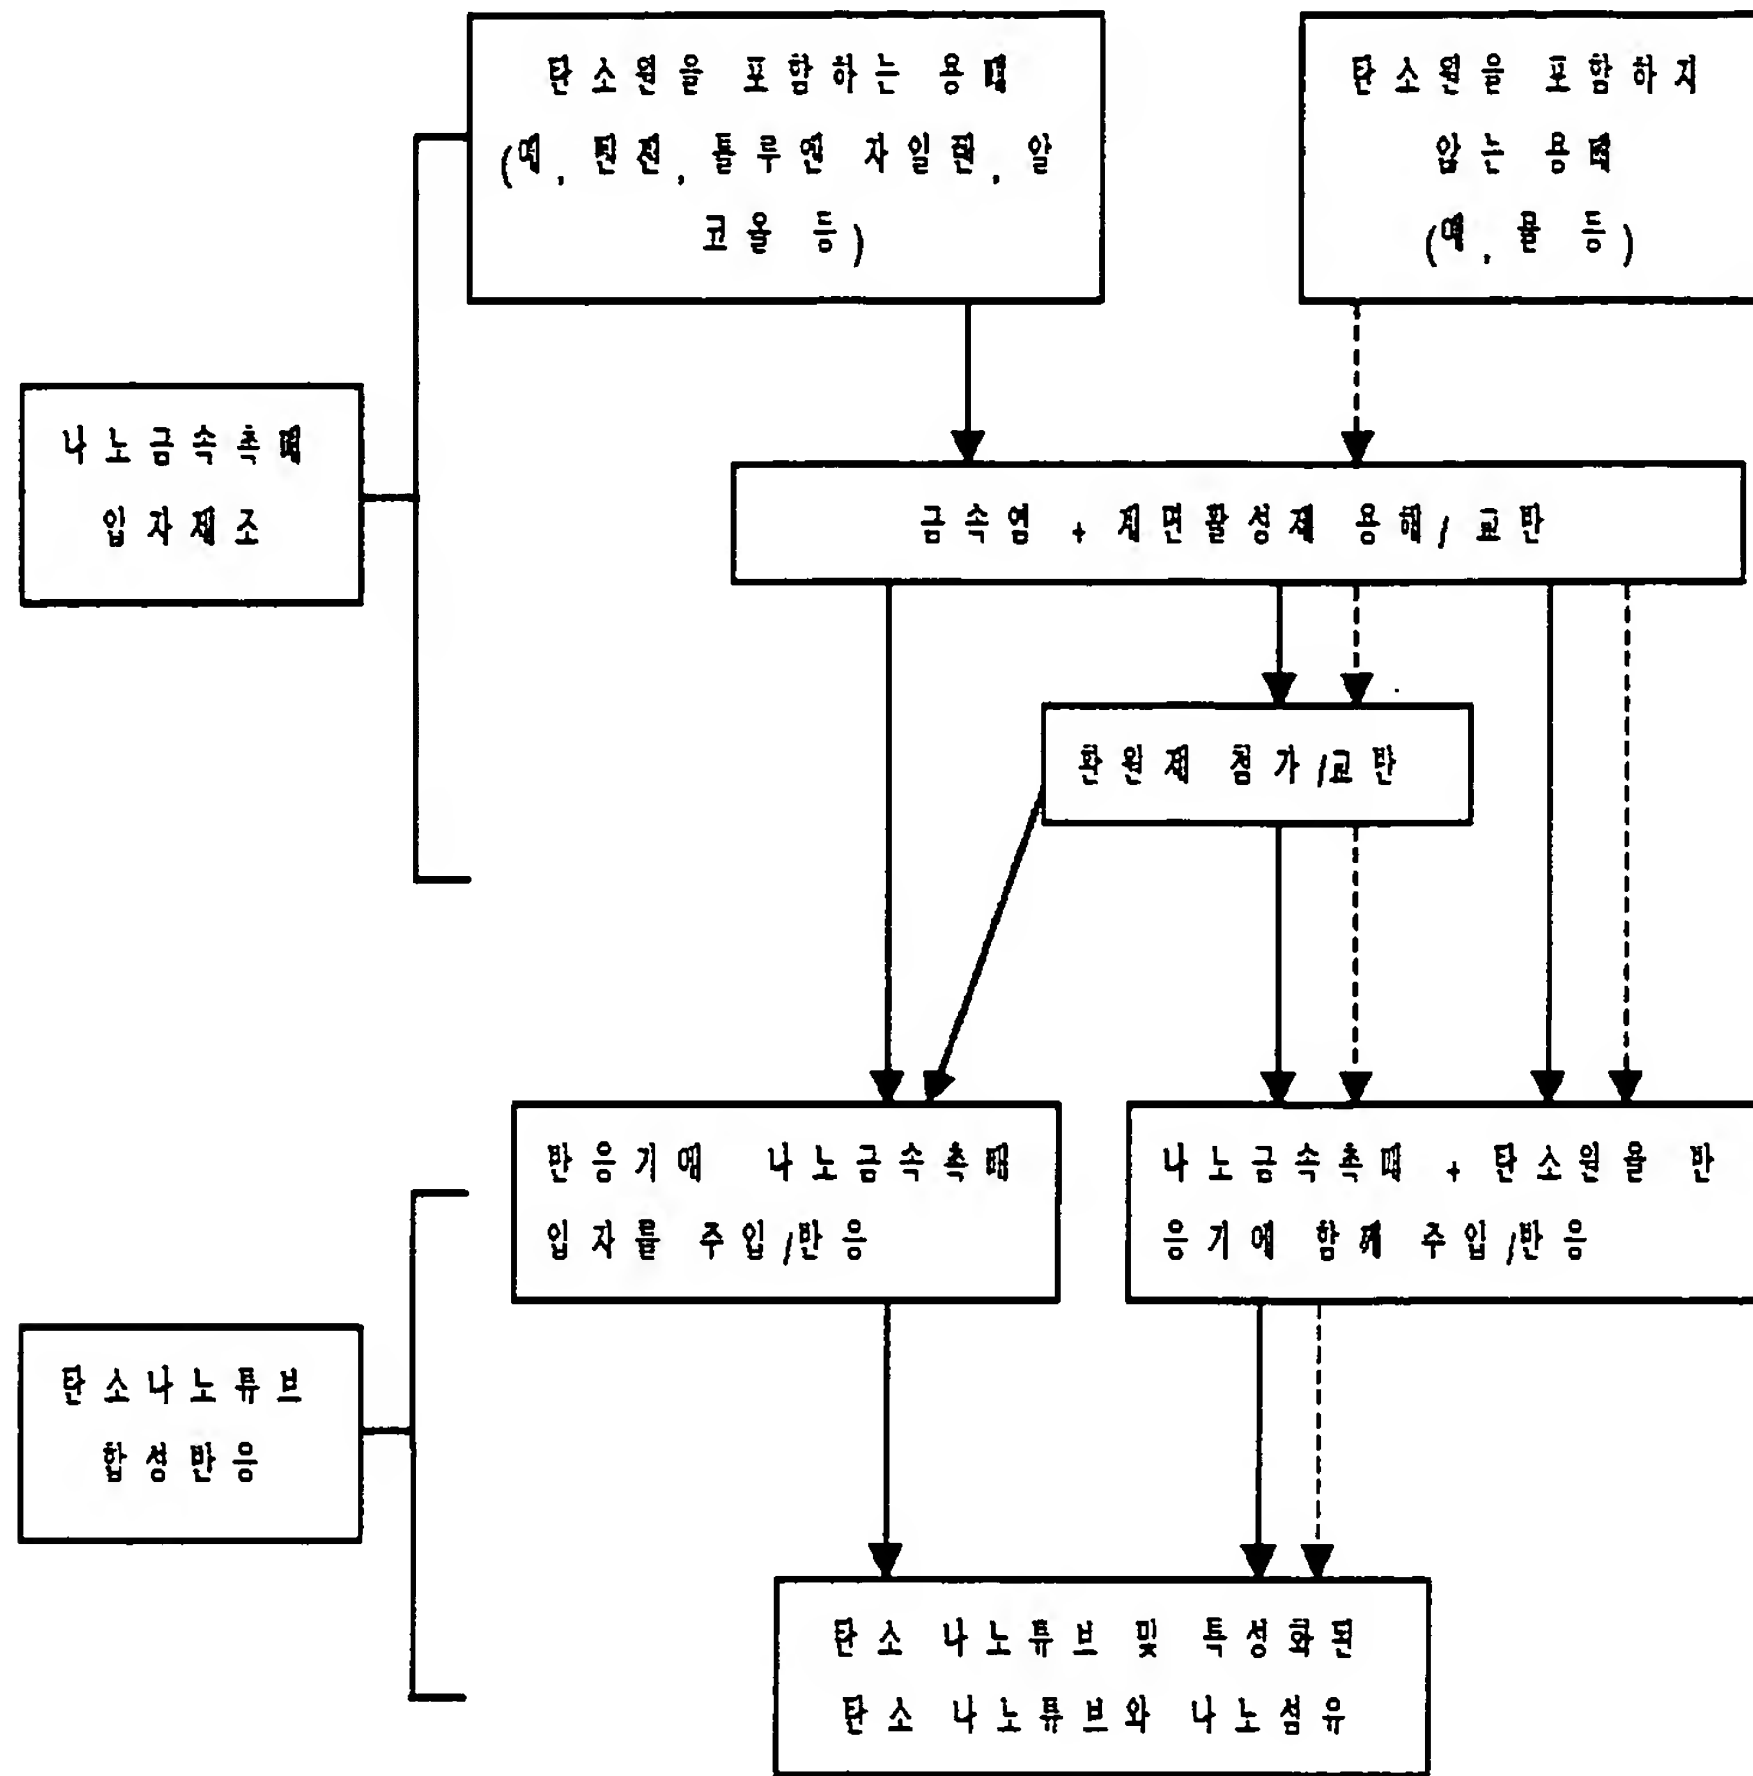 탄소원을 포함하는 용매
(예, 벤젠, 톨루엔 자일렌, 알
코올 등)
탄소원을 포함하지
않는 용매
(예, 물 등)
나노금속촉매
입자제조
금속염 + 계면활성제 용해/교반
환원제 첨가/교반
반응기에 나노금속촉매
입자를 주입/반응
나노금속촉매 + 탄소원을 반
응기에 함께 주입/반응
탄소나노튜브
합성반응
탄소 나노튜브 및 특성화된
탄소 나노튜브와 나노섬유